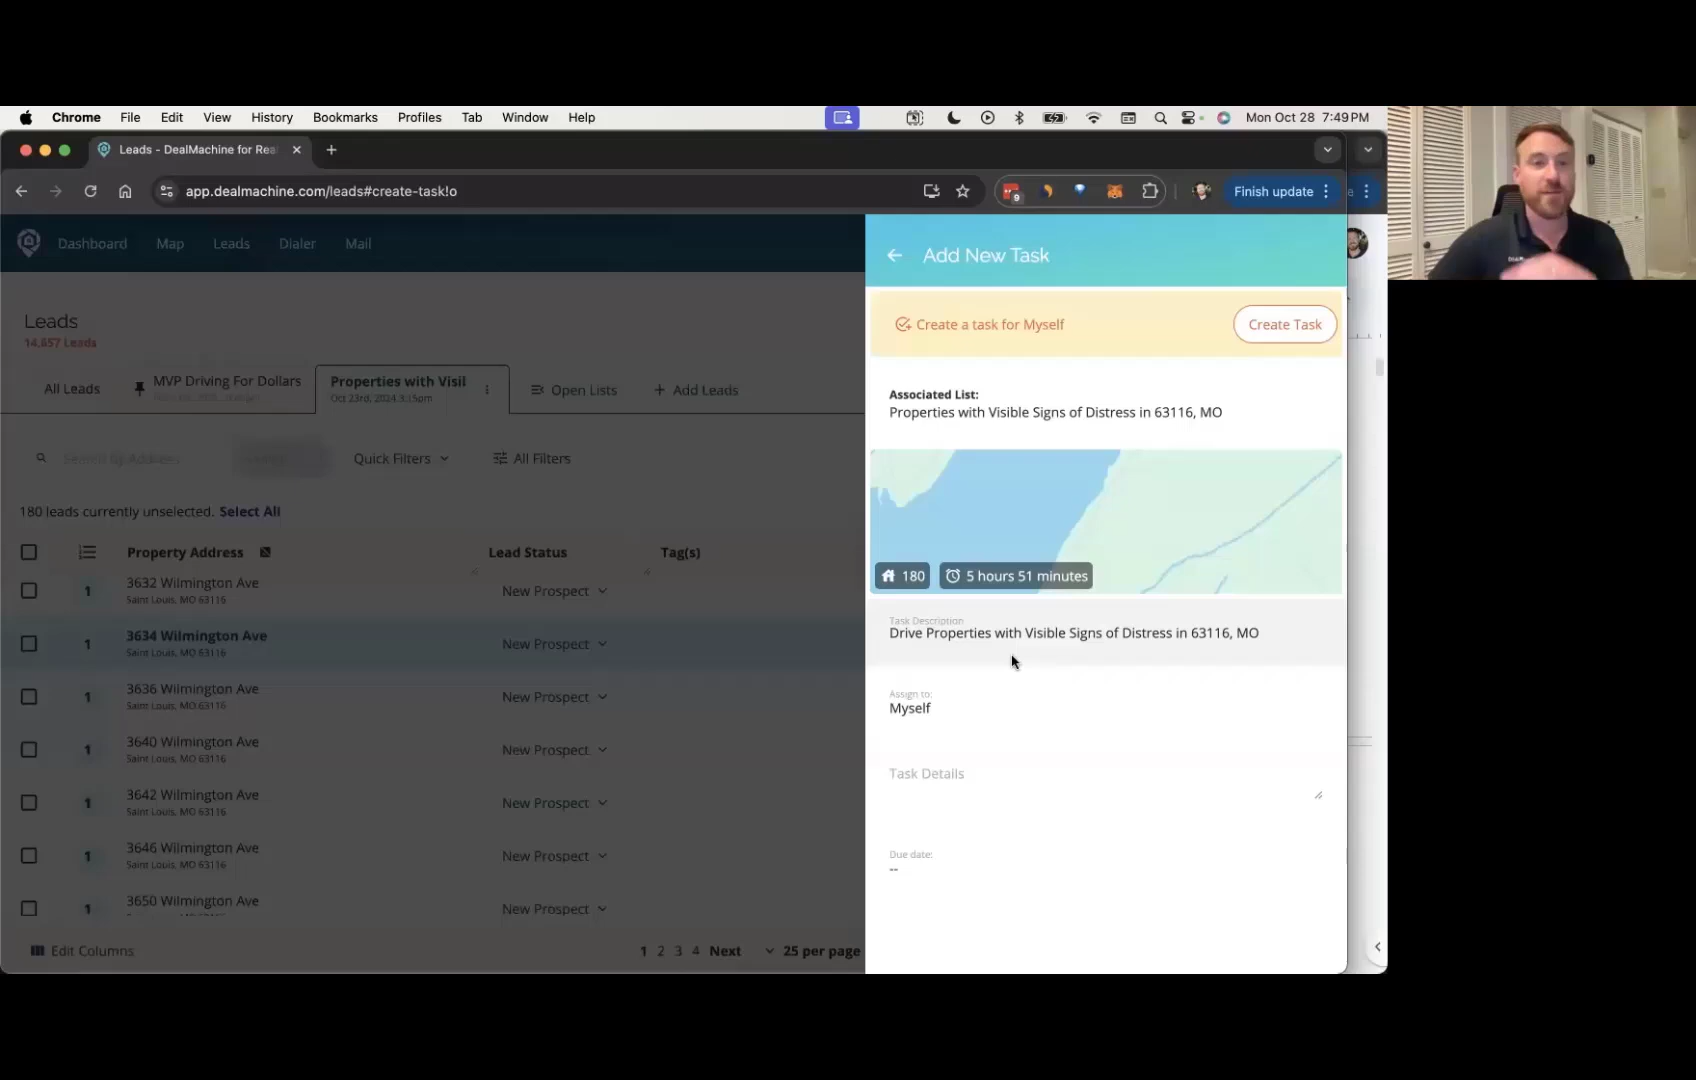 Chrome File Edit View History Bookmarks Profiles Tab Window Help Mon Oct 28 7:49 PM
Leads - DealMachine for Rea
app.dealmachine.com/leads#create-task!o
9
Finish update
Dashboard Map Leads Dialer Mail
Leads
14,657 Leads
All Leads
MVP Driving For Dollars
Properties with Visil
Oct 23rd, 2024 3:15pm
Open Lists
+ Add Leads
Search by Address
Quick Filters
All Filters
180 leads currently unselected. Select All
Property Address Lead Status Tag(s)
1 3632 Wilmington Ave New Prospect
Saint Louis, MO 63116
1 3634 Wilmington Ave New Prospect
Saint Louis, MO 63116
1 3636 Wilmington Ave New Prospect
Saint Louis, MO 63116
1 3640 Wilmington Ave New Prospect
Saint Louis, MO 63116
1 3642 Wilmington Ave New Prospect
Saint Louis, MO 63116
1 3646 Wilmington Ave New Prospect
Saint Louis, MO 63116
1 3650 Wilmington Ave New Prospect
Edit Columns
1 2 3 4 Next 25 per page
Add New Task
Create a task for Myself
Create Task
Associated List:
Properties with Visible Signs of Distress in 63116, MO
180 5 hours 51 minutes
Task Description
Drive Properties with Visible Signs of Distress in 63116, MO
Assign to:
Myself
Task Details
Due date:
--